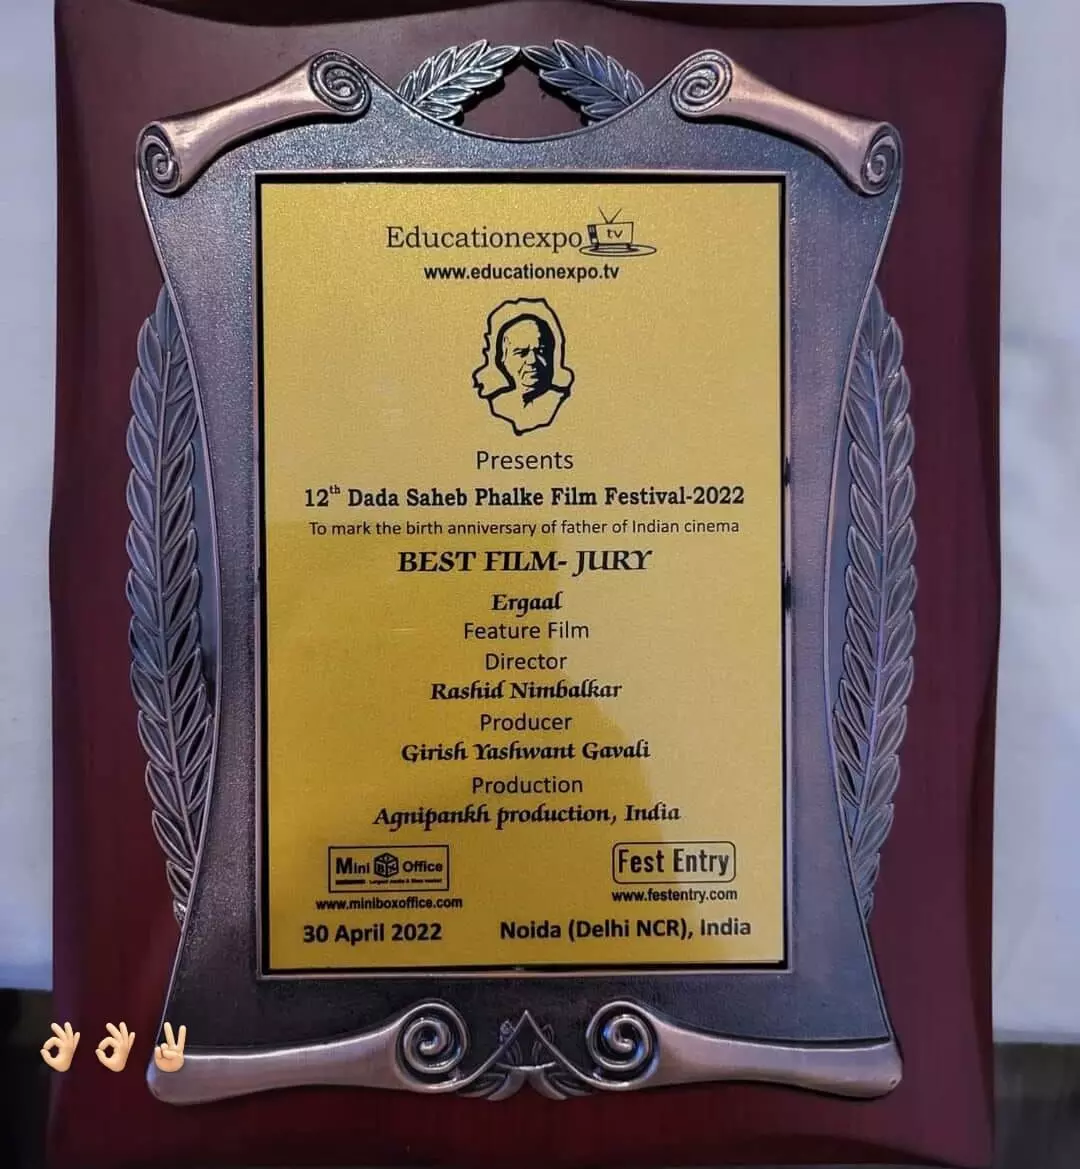 Educationexpo tv
www.educationexpo.tv
Presents
12th Dada Saheb Phalke Film Festival-2022
To mark the birth anniversary of father of Indian cinema
BEST FILM- JURY
Ergaal
Feature Film
Director
Rashid Nimbalkar
Producer
Girish Yashwant Gavali
Production
Agnipankh production, India
Mini BOX Office
Fest Entry
www.miniboxoffice.com
www.festentry.com
30 April 2022
Noida (Delhi NCR), India